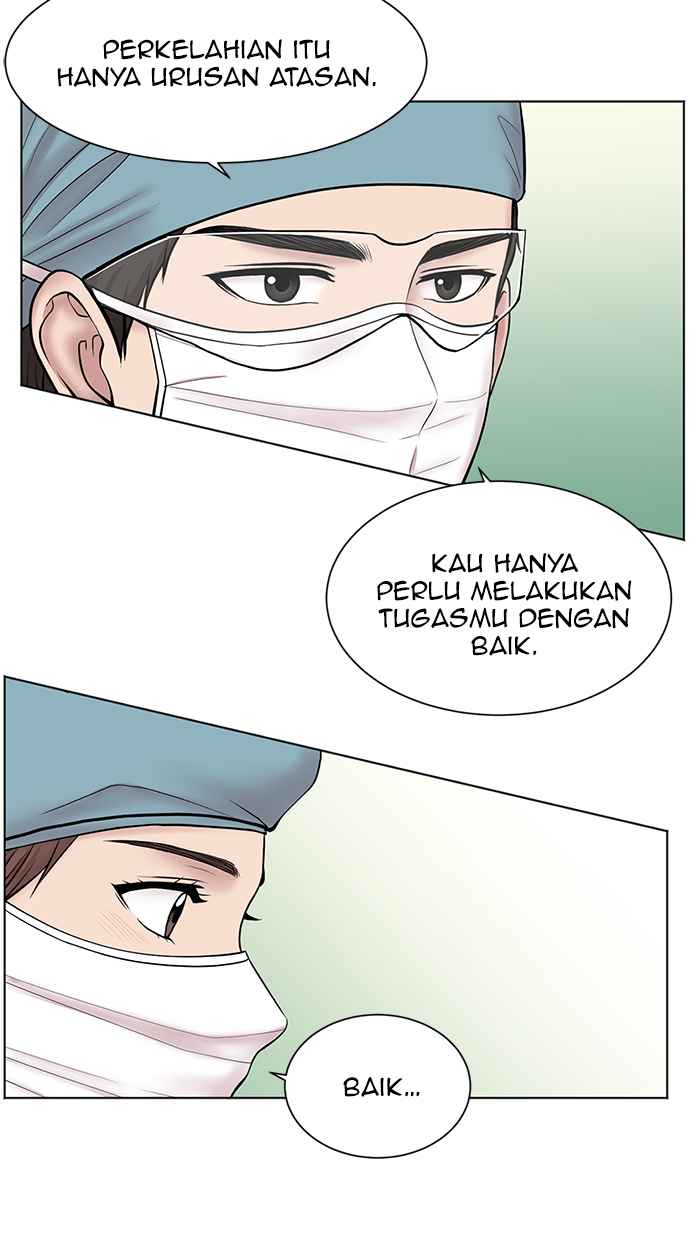 PERKELAHIAN ITU
HANYA URUSAN ATASAN.
KAU HANYA
PERLU MELAKUKAN
TUGASMU DENGAN
BAIK.
BAIK...